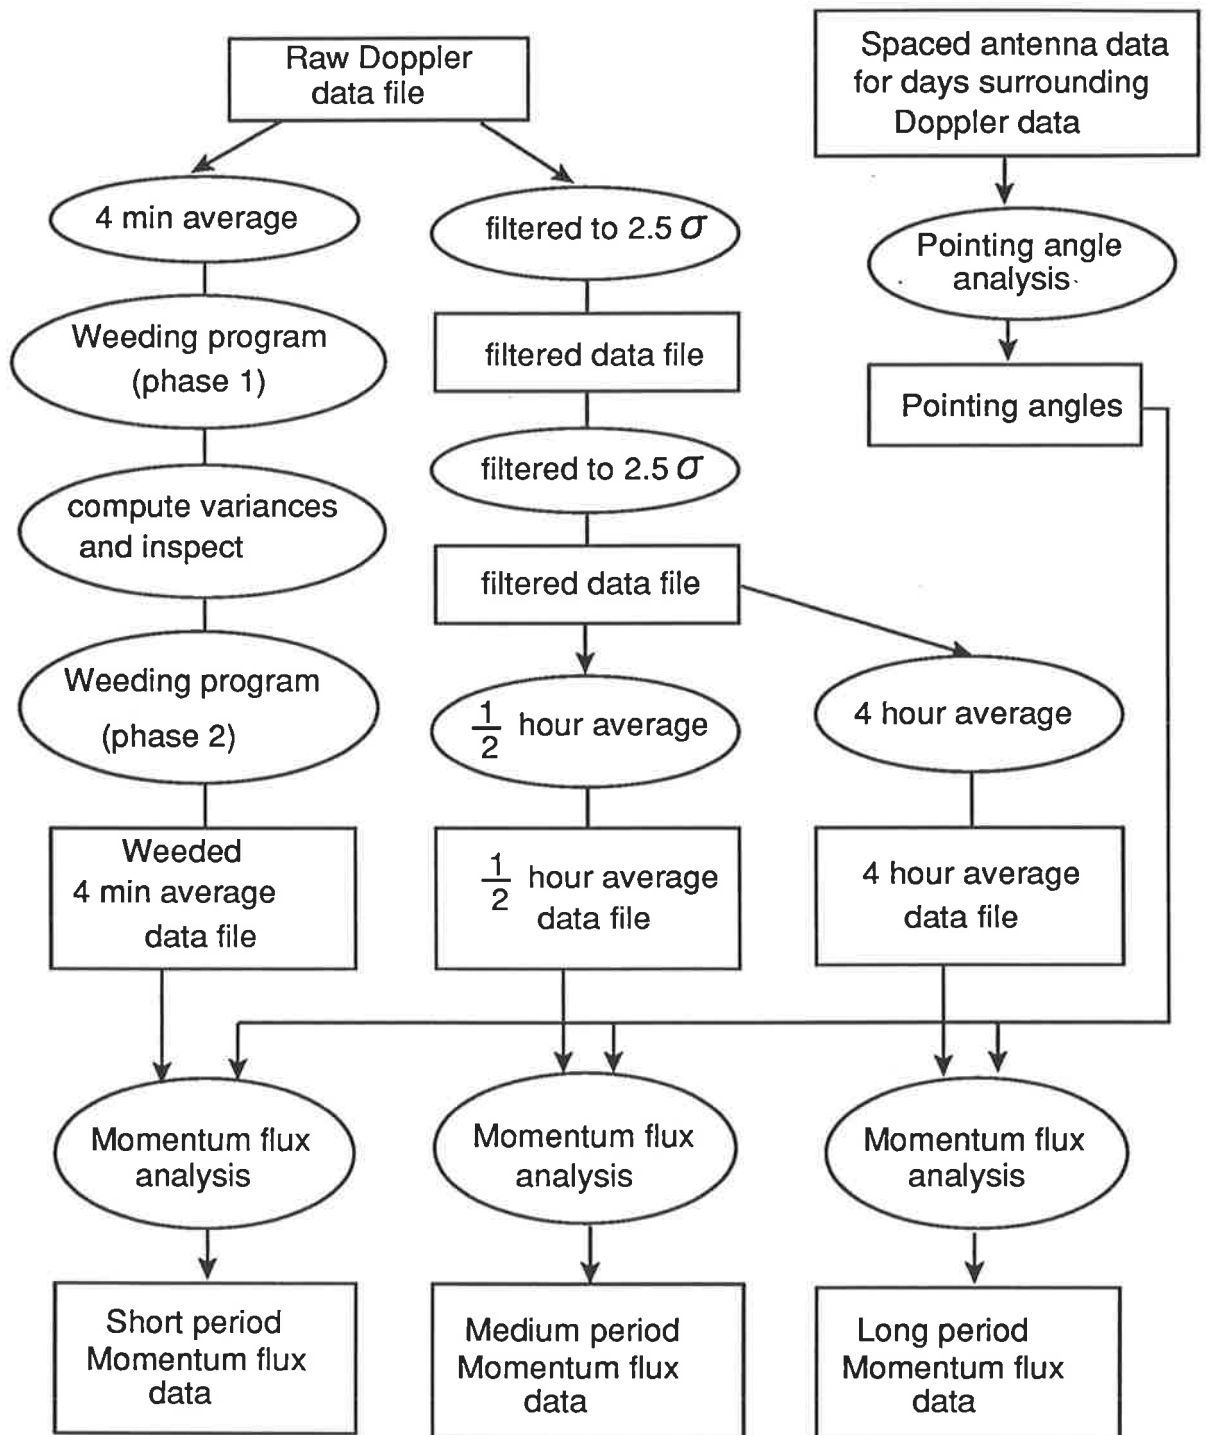 Raw Doppler
data file
Spaced antenna data
for days surrounding
Doppler data
4 min average
filtered to 2.5 σ
Pointing angle
analysis
Weeding program
(phase 1)
filtered data file
Pointing angles
compute variances
and inspect
filtered to 2.5 σ
filtered data file
Weeding program
(phase 2)
1/2 hour average
4 hour average
Weeded
4 min average
data file
1/2 hour average
data file
4 hour average
data file
Momentum flux
analysis
Momentum flux
analysis
Momentum flux
analysis
Short period
Momentum flux
data
Medium period
Momentum flux
data
Long period
Momentum flux
data